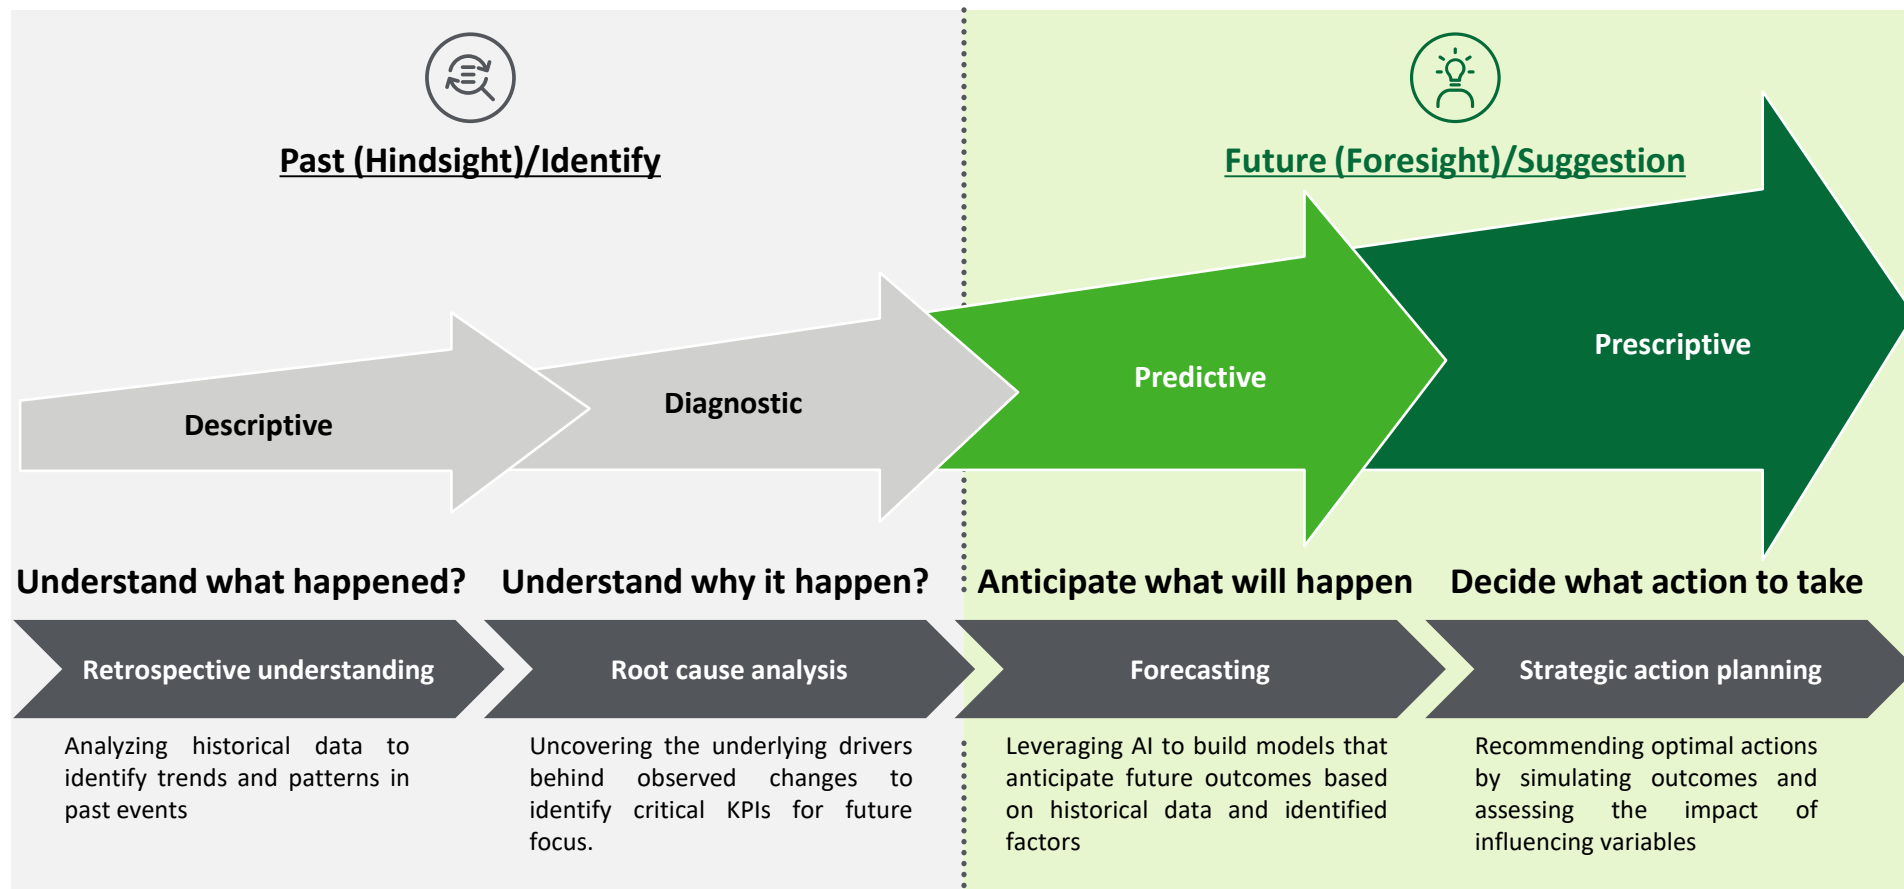 Past (Hindsight)/Identify
Future (Foresight)/Suggestion
Descriptive
Diagnostic
Predictive
Prescriptive
Understand what happened?
Understand why it happen?
Anticipate what will happen
Decide what action to take
Retrospective understanding
Root cause analysis
Forecasting
Strategic action planning
Analyzing historical data to
identify trends and patterns in
past events
Uncovering the underlying drivers
behind observed changes to
identify critical KPIs for future
focus.
Leveraging AI to build models that
anticipate future outcomes based
on historical data and identified
factors
Recommending optimal actions
by simulating outcomes and
assessing the impact of
influencing variables